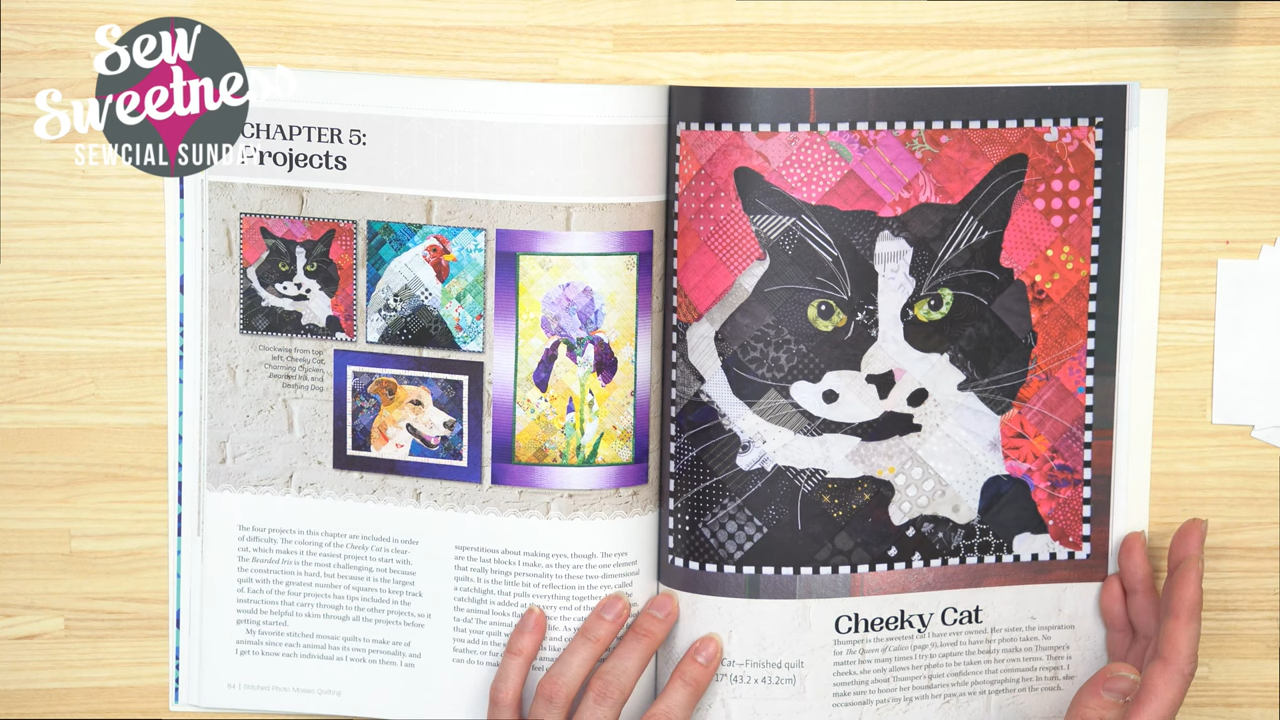 Sew
Sweetness
SEWCIAL SUNDAY
CHAPTER 5:
Projects
Clockwise from top
left, Cheeky Cat,
Charming Chicken,
Bearded Iris, and
Dashing Dog.
The four projects in this chapter are included in order
of difficulty. The coloring of the Cheeky Cat is clear-
cut, which makes it the easiest project to start with.
The Bearded Iris is the most challenging, not because
the construction is hard, but because it is the largest
quilt with the greatest number of squares to keep track
of. Each of the four projects has tips included in the
instructions that carry through to the other projects, so it
would be helpful to skim through all the projects before
getting started.
My favorite stitched mosaic quilts to make are of
animals since each animal has its own personality, and
I get to know each individual as I work on them. I am
superstitious about making eyes, though. The eyes
are the last blocks I make, as they are the one element
that really brings personality to these two-dimensional
quilts. It is the little bit of reflection in the eye, called
a catchlight, that pulls everything together.
catchlight is added at the very end of the
the animal looks flat once the cat
ta-da! The animal life. As you
that your quilt and co
you add in the ls like
feather, or fur
can do to mak feel
64 | Stitched Photo Mosaic Quilting
Cheeky Cat
Cat—Finished quilt
17" (43.2 x 43.2cm)
Thumper is the sweetest cat I have ever owned. Her sister, the inspiration
for The Queen of Calico (page 9), loved to have her photo taken. No
matter how many times I try to capture the beauty marks on Thumper's
cheeks, she only allows her photo to be taken on her own terms. There is
something about Thumper's quiet confidence that commands respect. I
make sure to honor her boundaries while photographing her. In turn, she
occasionally pats my leg with her paw as we sit together on the couch.